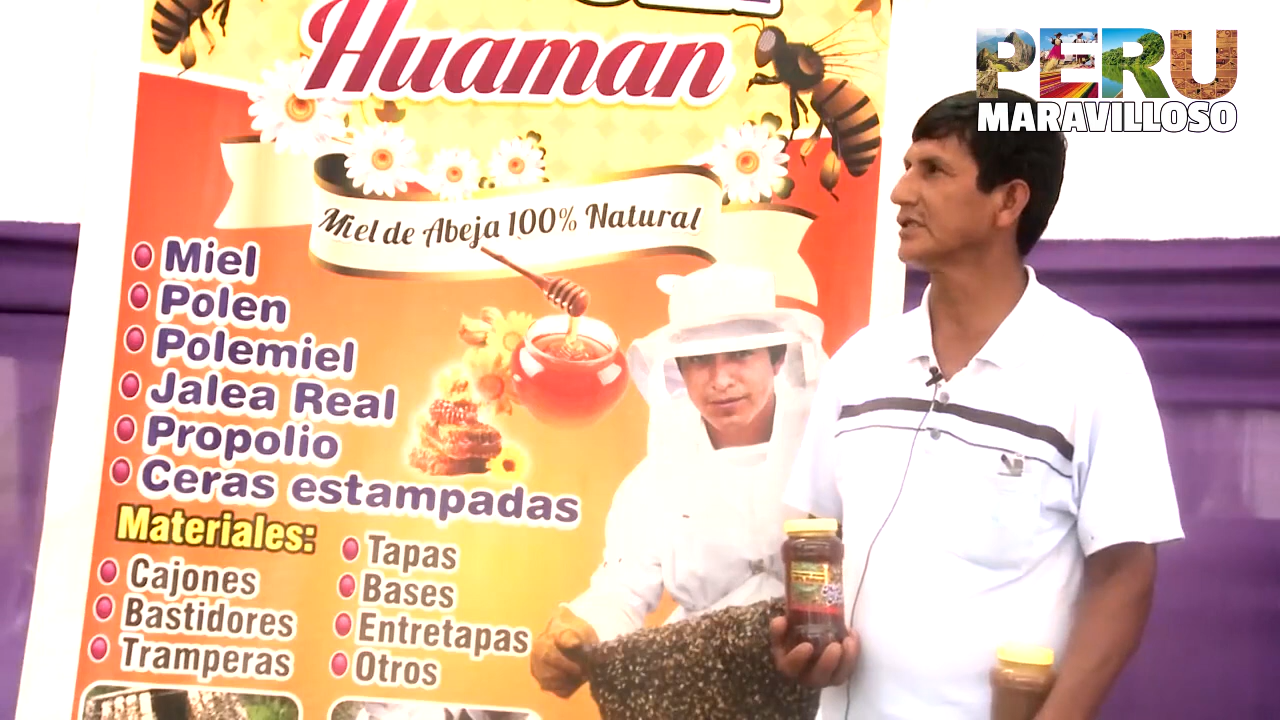 Huaman
PERU
MARAVILLOSO
Miel de Abeja 100% Natural
Miel
Polen
Polemiel
Jalea Real
Propolio
Ceras estampadas
Materiales:
Cajones
Bastidores
Tramperas
Tapas
Bases
Entretapas
Otros